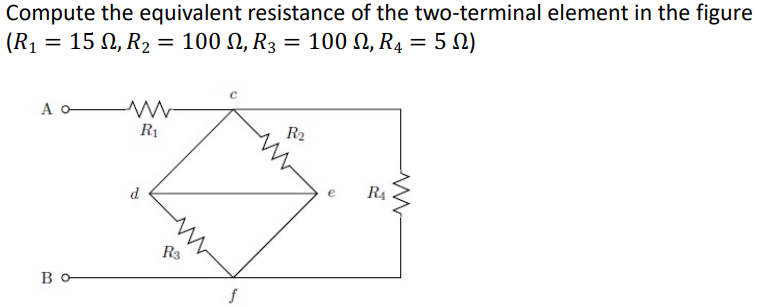 Compute the equivalent resistance of the two-terminal element in the figure
(R₁ = 15 Ω, R₂ = 100 Ω, R₃ = 100 Ω, R₄ = 5 Ω)
c
A
R₁
R₂
d
e
R₄
R₃
B
f